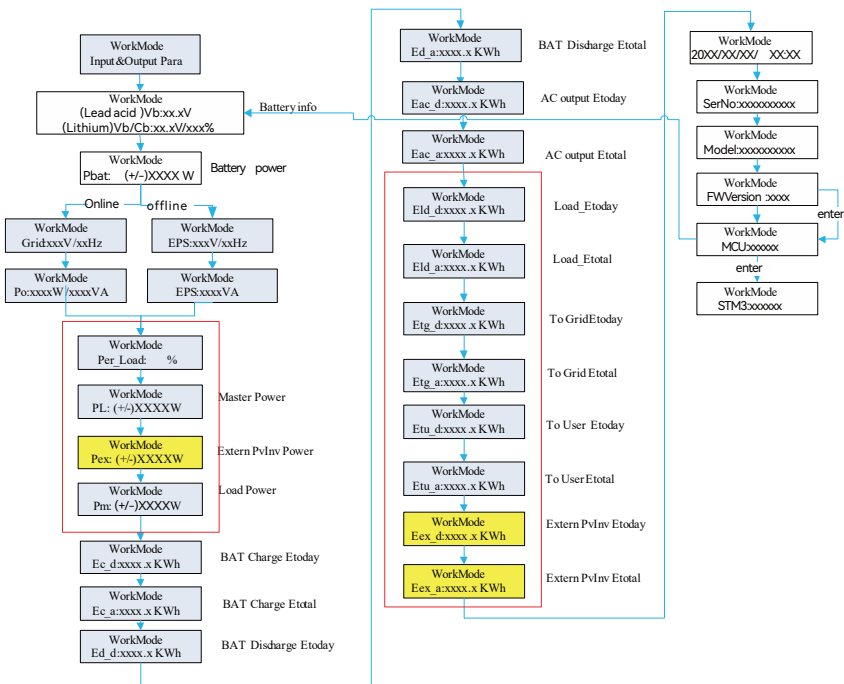 WorkMode
Input&Output Para
WorkMode
(Lead acid )Vb:xx.xV
(Lithium)Vb/Cb:xx.xV/xxx%
Battery info
WorkMode
Pbat: (+/-)XXXX W
Battery power
Online
offline
WorkMode
Grid:xxxV/xxHz
WorkMode
EPS:xxxV/xxHz
WorkMode
Po:xxxxW/xxxxVA
WorkMode
EPS:xxxxVA
WorkMode
Per_Load: %
WorkMode
PL: (+/-)XXXXW
Master Power
WorkMode
Pex: (+/-)XXXXW
Extern PvInv Power
WorkMode
Pm: (+/-)XXXXW
Load Power
WorkMode
Ec_d:xxxx.x KWh
BAT Charge Etoday
WorkMode
Ec_a:xxxx.x KWh
BAT Charge Etotal
WorkMode
Ed_d:xxxx.x KWh
BAT Discharge Etoday
WorkMode
Ed_a:xxxx.x KWh
BAT Discharge Etotal
WorkMode
Eac_d:xxxx.x KWh
AC output Etoday
WorkMode
Eac_a:xxxx.x KWh
AC output Etotal
WorkMode
Eld_d:xxxx.x KWh
Load_Etoday
WorkMode
Eld_a:xxxx.x KWh
Load_Etotal
WorkMode
Etg_d:xxxx.x KWh
To Grid Etoday
WorkMode
Etg_a:xxxx.x KWh
To Grid Etotal
WorkMode
Etu_d:xxxx.x KWh
To User Etoday
WorkMode
Etu_a:xxxx.x KWh
To User Etotal
WorkMode
Eex_d:xxxx.x KWh
Extern PvInv Etoday
WorkMode
Eex_a:xxxx.x KWh
Extern PvInv Etotal
WorkMode
20XX/XX/XX/ XX:XX
WorkMode
SerNo:xxxxxxxxxx
WorkMode
Model:xxxxxxxxxx
WorkMode
FWVersion :xxxx
enter
WorkMode
MCU:xxxxxx
enter
WorkMode
STM3:xxxxxx